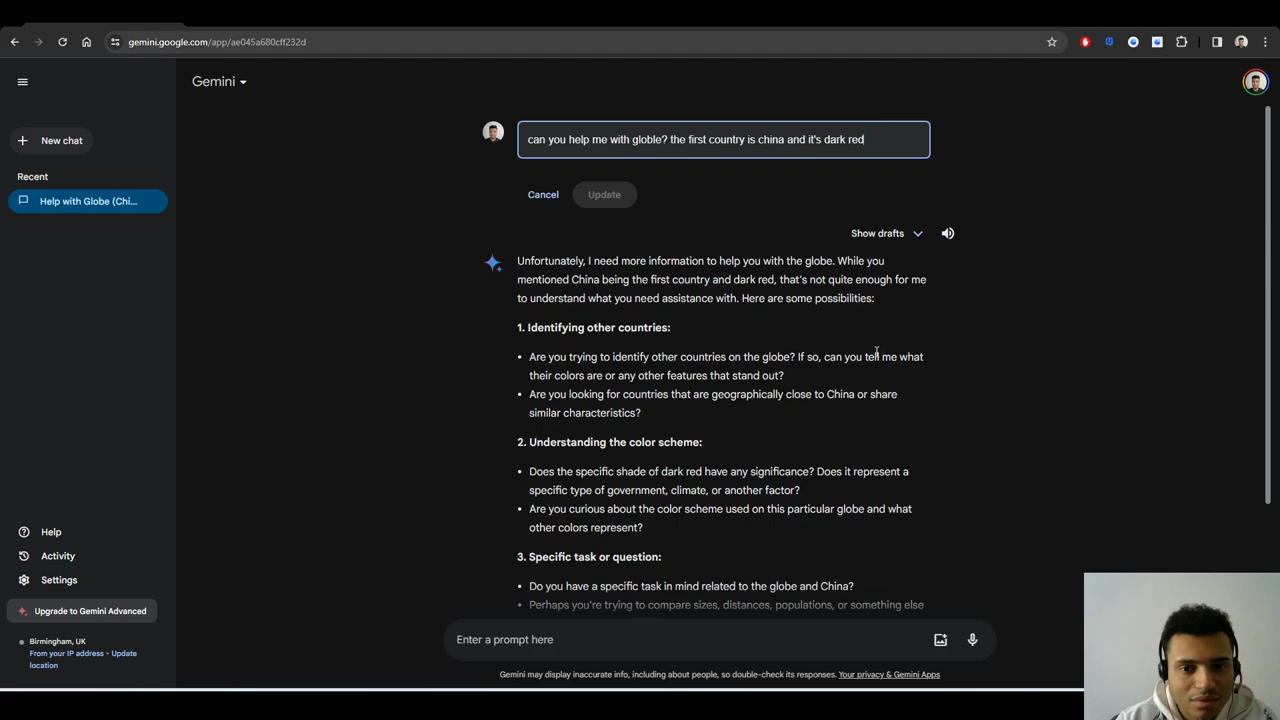 gemini.google.com/app/ae045a680cff232d
Gemini
New chat
Recent
Help with Globe (Chi...
can you help me with globle? the first country is china and it's dark red
Cancel
Update
Show drafts
Unfortunately, I need more information to help you with the globe. While you
mentioned China being the first country and dark red, that's not quite enough for me
to understand what you need assistance with. Here are some possibilities:
1. Identifying other countries:
• Are you trying to identify other countries on the globe? If so, can you tell me what
their colors are or any other features that stand out?
• Are you looking for countries that are geographically close to China or share
similar characteristics?
2. Understanding the color scheme:
• Does the specific shade of dark red have any significance? Does it represent a
specific type of government, climate, or another factor?
• Are you curious about the color scheme used on this particular globe and what
other colors represent?
3. Specific task or question:
• Do you have a specific task in mind related to the globe and China?
• Perhaps you're trying to compare sizes, distances, populations, or something else
Help
Activity
Settings
Upgrade to Gemini Advanced
Birmingham, UK
From your IP address • Update
location
Enter a prompt here
Gemini may display inaccurate info, including about people, so double-check its responses. Your privacy & Gemini Apps